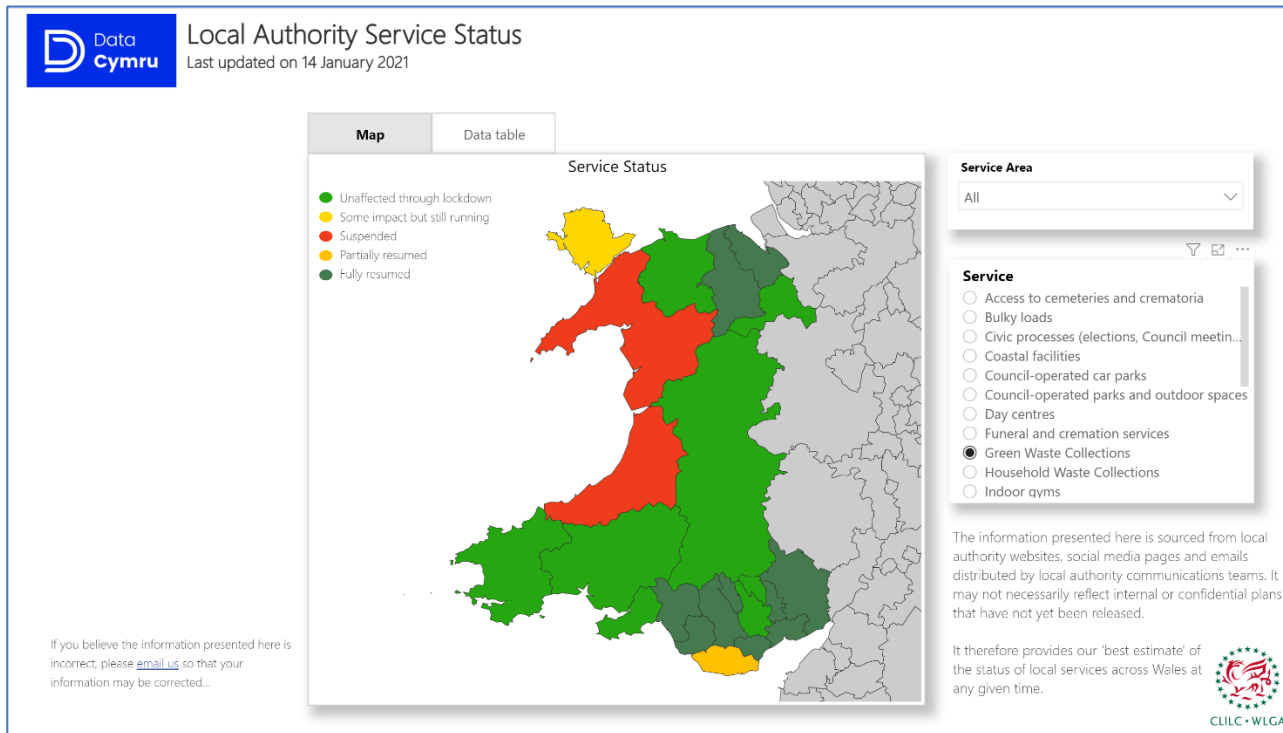 Data
Cymru
Local Authority Service Status
Last updated on 14 January 2021
Map
Data table
Service Status
Unaffected through lockdown
Some impact but still running
Suspended
Partially resumed
Fully resumed
Service Area
All
Service
Access to cemeteries and crematoria
Bulky loads
Civic processes (elections, Council meetin...
Coastal facilities
Council-operated car parks
Council-operated parks and outdoor spaces
Day centres
Funeral and cremation services
Green Waste Collections
Household Waste Collections
Indoor gyms
The information presented here is sourced from local
authority websites, social media pages and emails
distributed by local authority communications teams. It
may not necessarily reflect internal or confidential plans
that have not yet been released.
It therefore provides our 'best estimate' of
the status of local services across Wales at
any given time.
If you believe the information presented here is
incorrect, please email us so that your
information may be corrected...
CLILC • WLGA